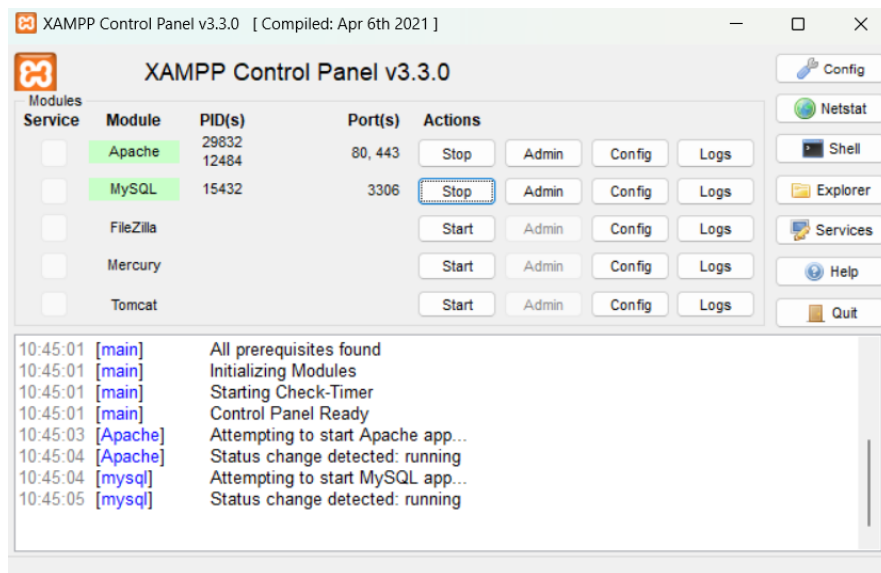 XAMPP Control Panel v3.3.0 [ Compiled: Apr 6th 2021 ]
XAMPP Control Panel v3.3.0
Config
Modules
Netstat
Service Module PID(s) Port(s) Actions
Apache 29832 12484 80, 443 Stop Admin Config Logs
Shell
MySQL 15432 3306 Stop Admin Config Logs
Explorer
FileZilla Start Admin Config Logs
Services
Mercury Start Admin Config Logs
Help
Tomcat Start Admin Config Logs
Quit
10:45:01 [main] All prerequisites found
10:45:01 [main] Initializing Modules
10:45:01 [main] Starting Check-Timer
10:45:01 [main] Control Panel Ready
10:45:03 [Apache] Attempting to start Apache app...
10:45:04 [Apache] Status change detected: running
10:45:04 [mysql] Attempting to start MySQL app...
10:45:05 [mysql] Status change detected: running